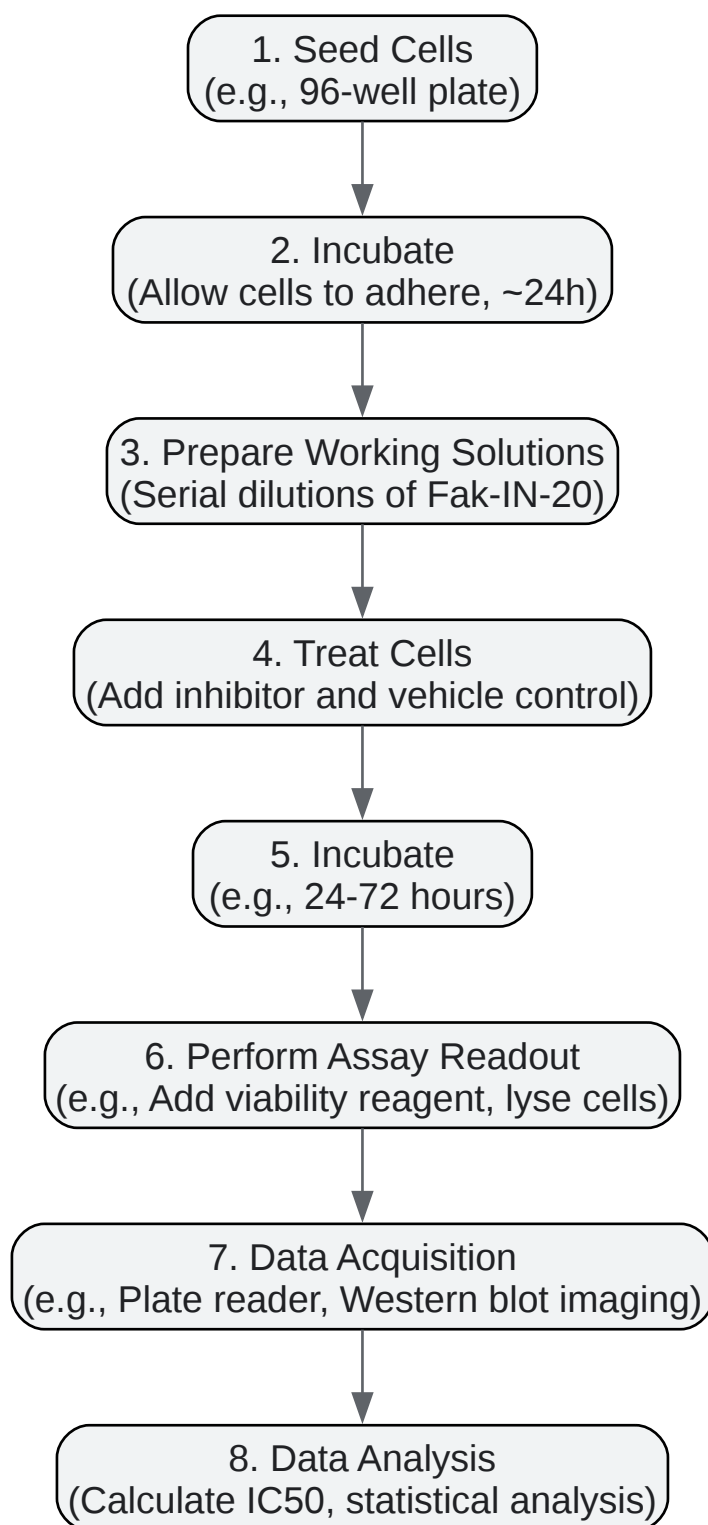 1. Seed Cells
(e.g., 96-well plate)
2. Incubate
(Allow cells to adhere, ~24h)
3. Prepare Working Solutions
(Serial dilutions of Fak-IN-20)
4. Treat Cells
(Add inhibitor and vehicle control)
5. Incubate
(e.g., 24-72 hours)
6. Perform Assay Readout
(e.g., Add viability reagent, lyse cells)
7. Data Acquisition
(e.g., Plate reader, Western blot imaging)
8. Data Analysis
(Calculate IC50, statistical analysis)